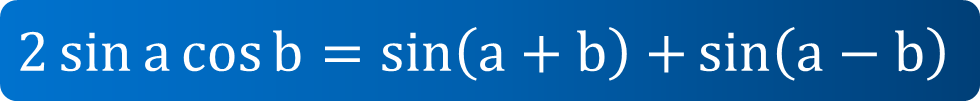 2 sin a cos b = sin(a + b) + sin(a − b)